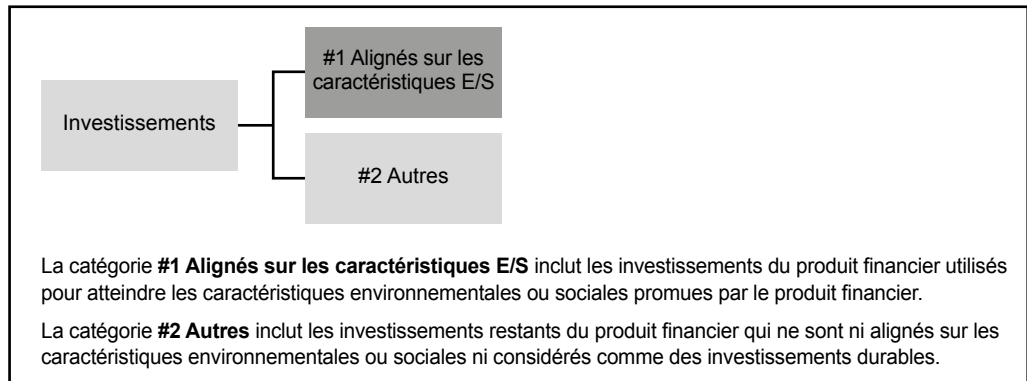 #1 Alignés sur les
caractéristiques E/S
Investissements
#2 Autres
La catégorie #1 Alignés sur les caractéristiques E/S inclut les investissements du produit financier utilisés
pour atteindre les caractéristiques environnementales ou sociales promues par le produit financier.
La catégorie #2 Autres inclut les investissements restants du produit financier qui ne sont ni alignés sur les
caractéristiques environnementales ou sociales ni considérés comme des investissements durables.